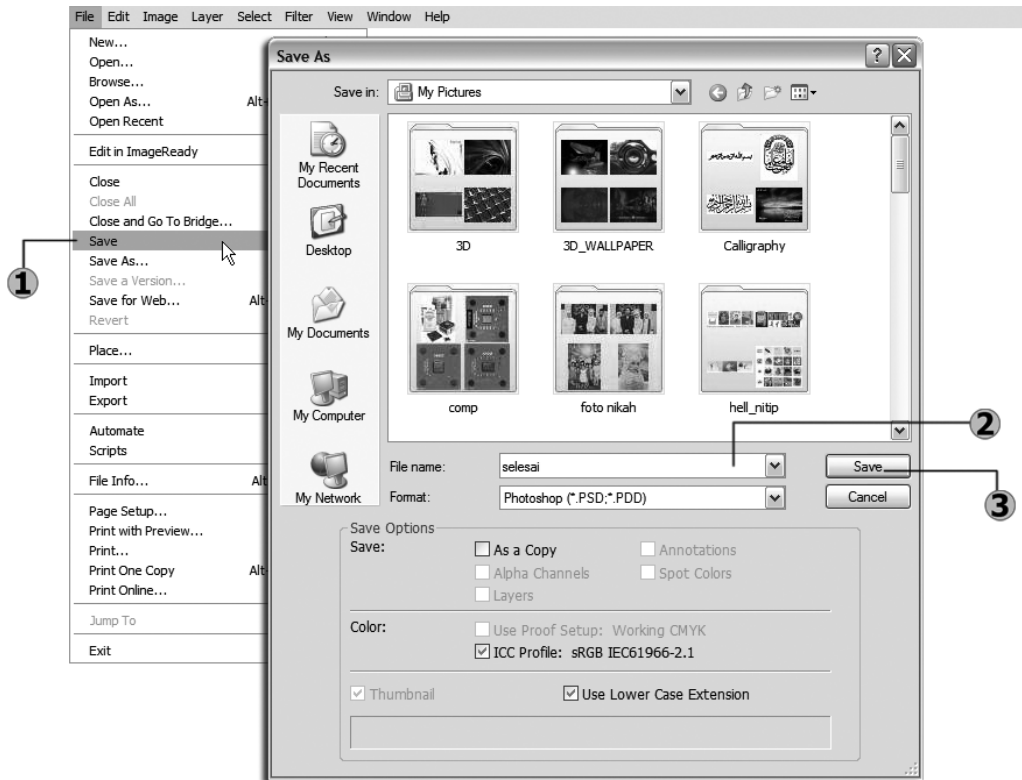 File Edit Image Layer Select Filter View Window Help
New...
Open...
Browse...
Open As... Alt-
Open Recent
Edit in ImageReady
Close
Close All
Close and Go To Bridge...
Save
Save As...
Save a Version...
Save for Web... Alt-
Revert
Place...
Import
Export
Automate
Scripts
File Info... Alt
Page Setup...
Print with Preview...
Print...
Print One Copy Alt-
Print Online...
Jump To
Exit
1
Save As
Save in: My Pictures
My Recent
Documents
Desktop
My Documents
My Computer
My Network
3D 3D_WALLPAPER Calligraphy
comp foto nikah hell_nitip
2
File name: selesai Save
Format: Photoshop (*.PSD;*.PDD) Cancel
3
Save Options
Save: As a Copy Annotations
Alpha Channels Spot Colors
Layers
Color: Use Proof Setup: Working CMYK
ICC Profile: sRGB IEC61966-2.1
Thumbnail Use Lower Case Extension